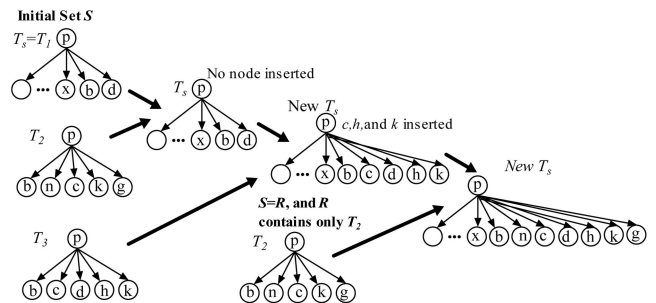 Initial Set S
Ts=T1 p
... x b d
No node inserted
Ts p
... x b d
T2 p
b n c k g
New Ts
p c,h,and k inserted
... x b c d h k
New Ts
p
... x b n c d h k g
S=R, and R
contains only T2
T3 p
b c d h k
T2 p
b n c k g